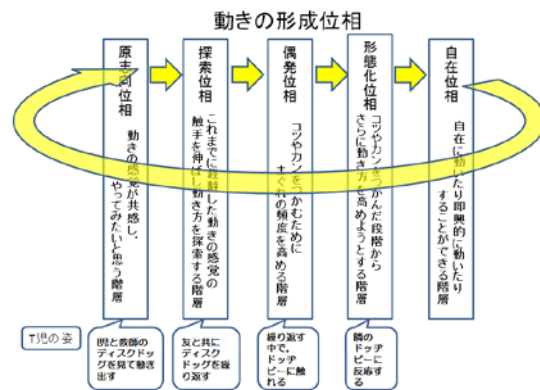 動きの形成位相
原志向位相
動きの感覚が共感し、
やってみたいと思う階層
探索位相
これまでに経験した動きの感覚の
触手を伸ばし動き方を探索する階層
偶発位相
コツやカンをつかむために
まぐれの頻度を高める階層
形態化位相
コツやカンをつかんだ段階から
さらに動き方を高めようとする階層
自在位相
自在に動いたり即興的に動いたり
することができる階層
T児の姿
I児と教師の
ディスクドッ
グを見て動き
出す
友と共に
ディスク
ドッグを繰
り返す
繰り返す
中で、
ドッヂ
ビーに触
れる
隣の
ドッヂ
ビーに反
応する